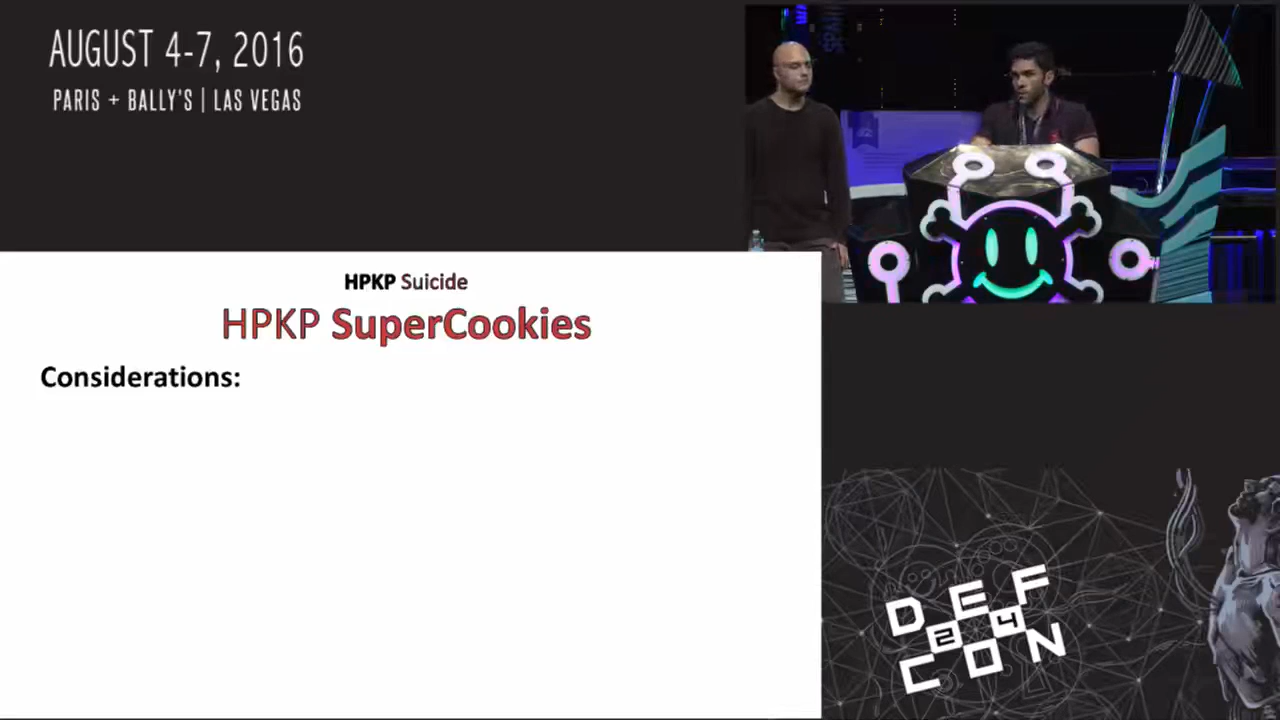 AUGUST 4-7, 2016
PARIS + BALLY'S | LAS VEGAS
HPKP Suicide
HPKP SuperCookies
Considerations:
DEF
24
CON